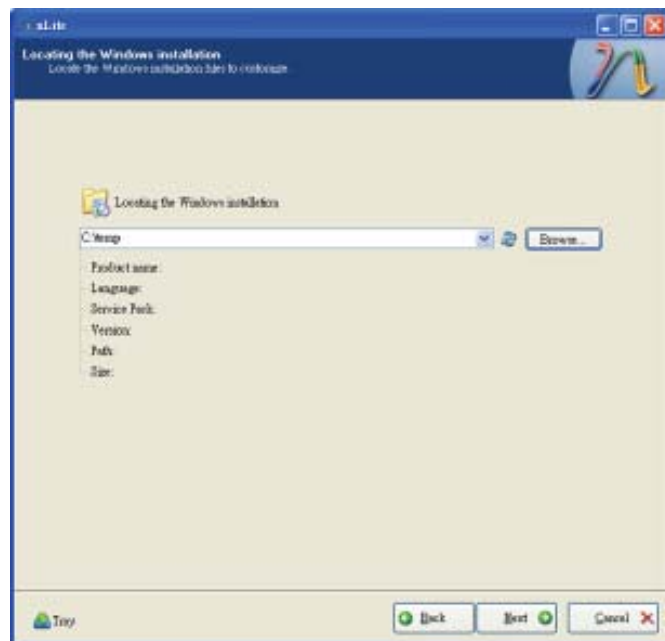 nLite
Locating the Windows installation
Locate the Windows installation files to customize
Locating the Windows installation
C:\temp
Browse...
Product name:
Language:
Service Pack:
Version:
Path:
Size:
Tray
Back
Next
Cancel